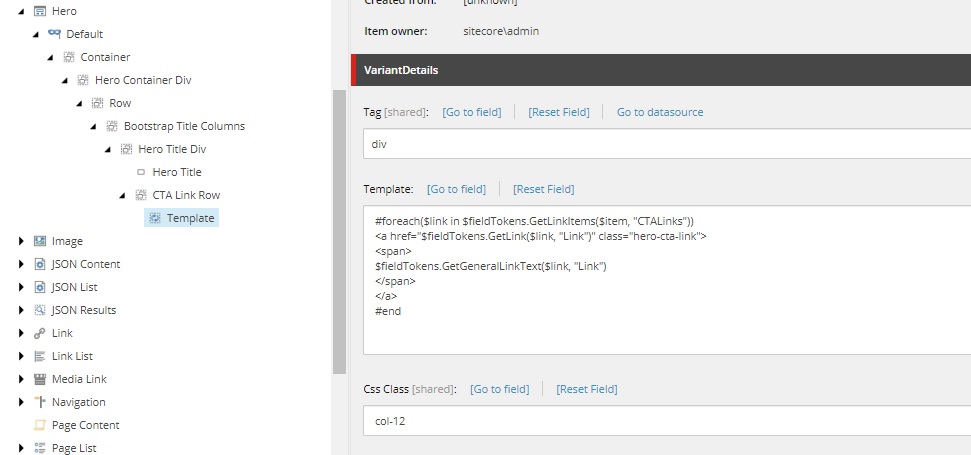 Hero
Default
Container
Hero Container Div
Row
Bootstrap Title Columns
Hero Title Div
Hero Title
CTA Link Row
Template
Image
JSON Content
JSON List
JSON Results
Link
Link List
Media Link
Navigation
Page Content
Page List
Created from: [unknown]
Item owner: sitecore\admin
VariantDetails
Tag [shared]: [Go to field] [Reset Field] Go to datasource
div
Template: [Go to field] [Reset Field]
#foreach($link in $fieldTokens.GetLinkItems($item, "CTALinks"))
<a href="$fieldTokens.GetLink($link, "Link")" class="hero-cta-link">
<span>
$fieldTokens.GetGeneralLinkText($link, "Link")
</span>
</a>
#end
Css Class [shared]: [Go to field] [Reset Field]
col-12